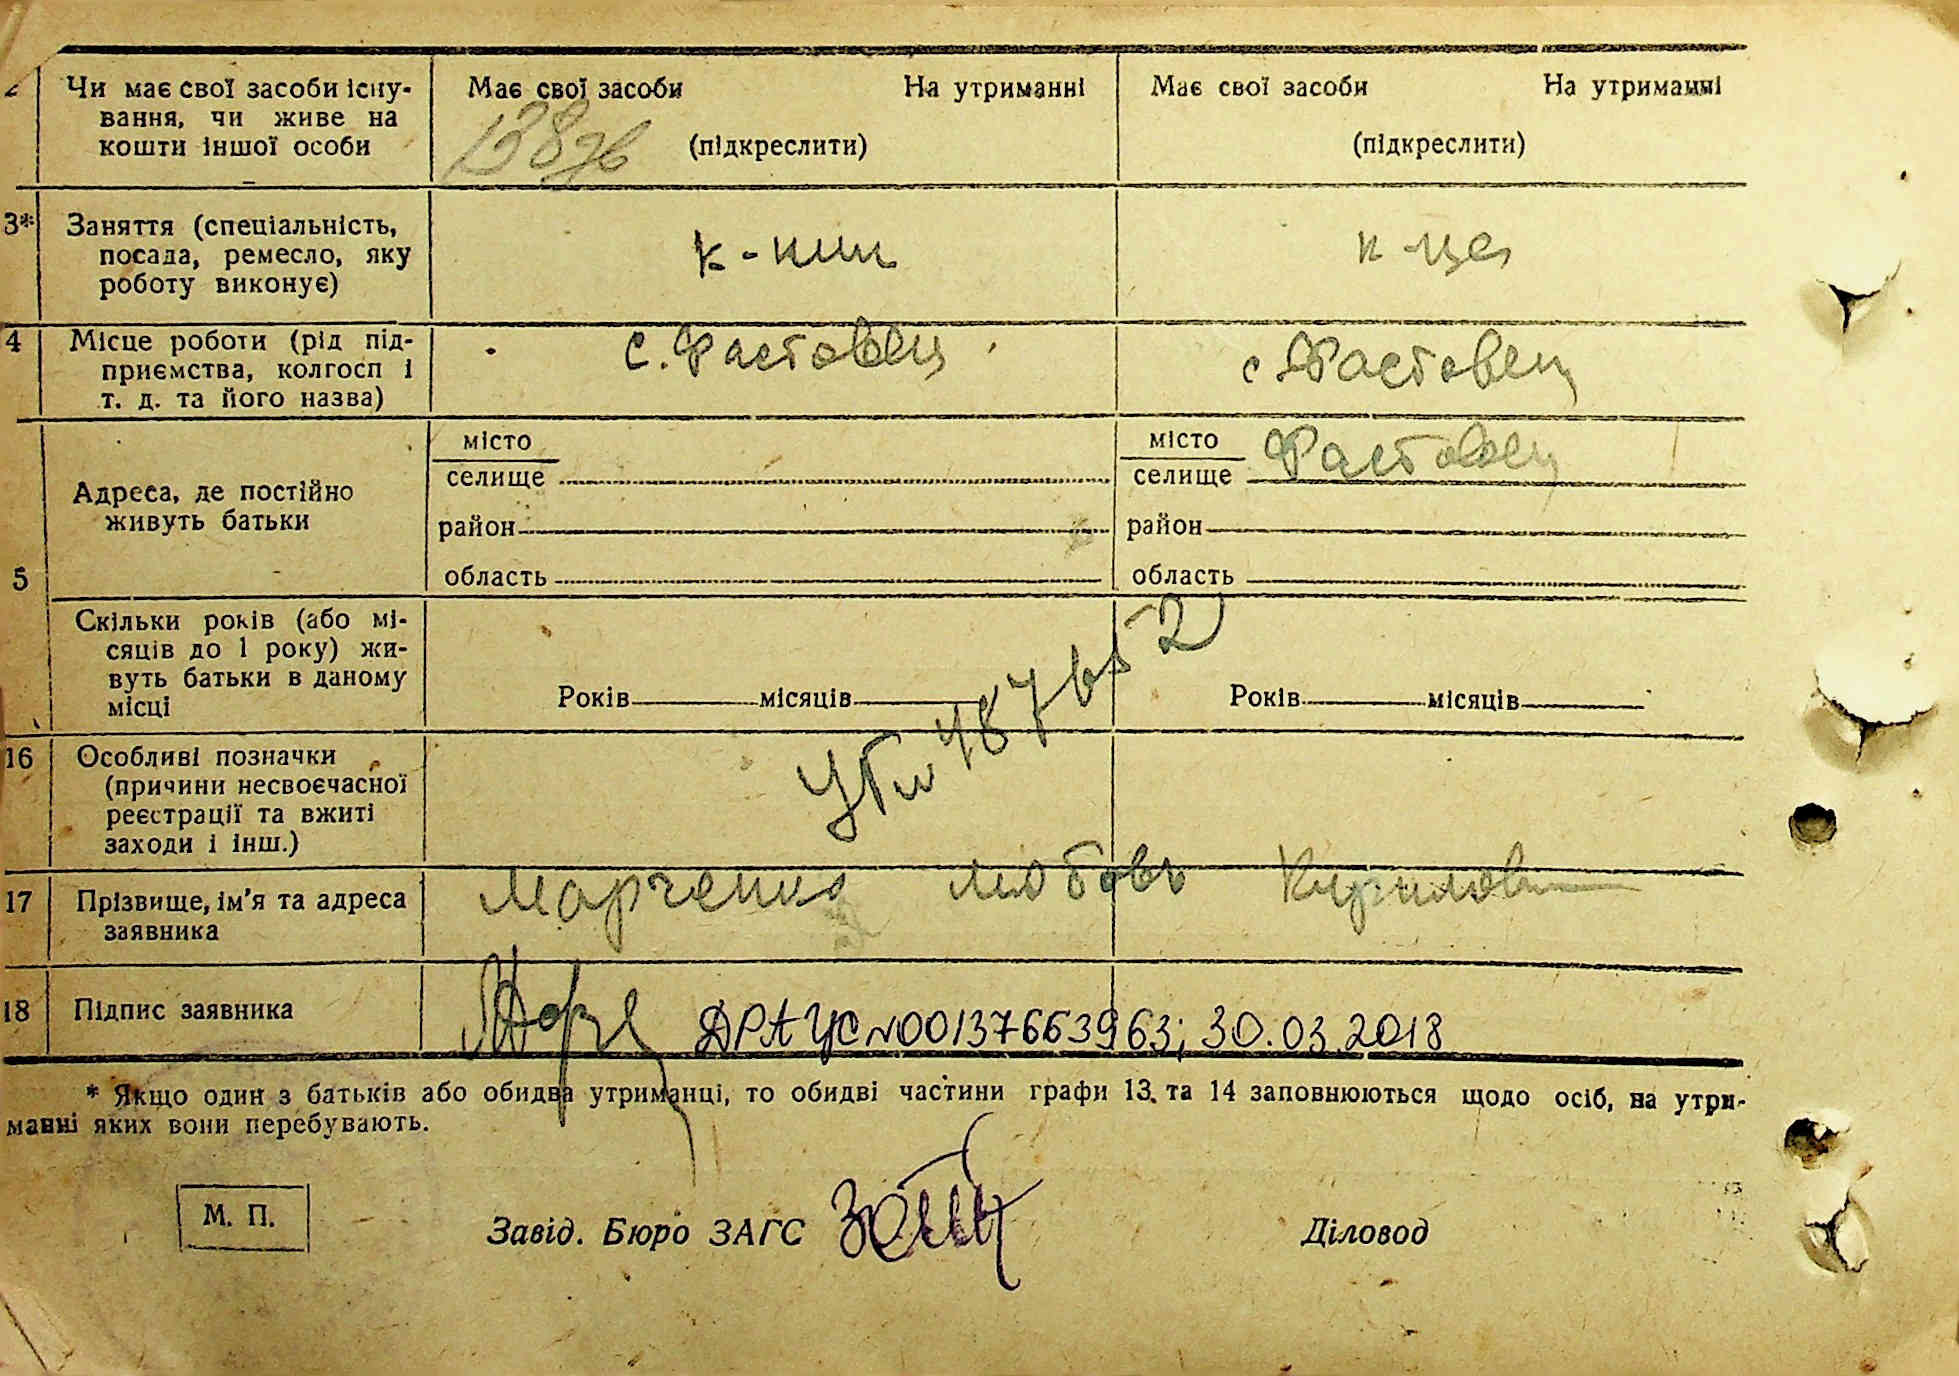 2 Чи має свої засоби існу-
вання, чи живе на
кошти іншої особи
Має свої засоби На утриманні
(підкреслити)
Має свої засоби На утриманні
(підкреслити)
3* Заняття (спеціальність,
посада, ремесло, яку
роботу виконує)
к-ник
к-ця
4 Місце роботи (рід під-
приємства, колгосп і
т. д. та його назва)
с. Фастовец
с. Фастовец
5 Адреса, де постійно
живуть батьки
місто
селище
район
область
місто
селище Фастовец
район
область
Скільки років (або мі-
сяців до 1 року) жи-
вуть батьки в даному
місці
Років місяців
Років місяців
16 Особливі позначки
(причини несвоєчасної
реєстрації та вжиті
заходи і інш.)
17 Прізвище, ім'я та адреса
заявника
Марченко Любовь Кирилов
18 Підпис заявника
ДРАЦС N00137663963; 30.03.2018
* Якщо один з батьків або обидва утриманці, то обидві частини графи 13 та 14 заповнюються щодо осіб, на утри-
манні яких вони перебувають.
М. П.
Завід. Бюро ЗАГС
Діловод